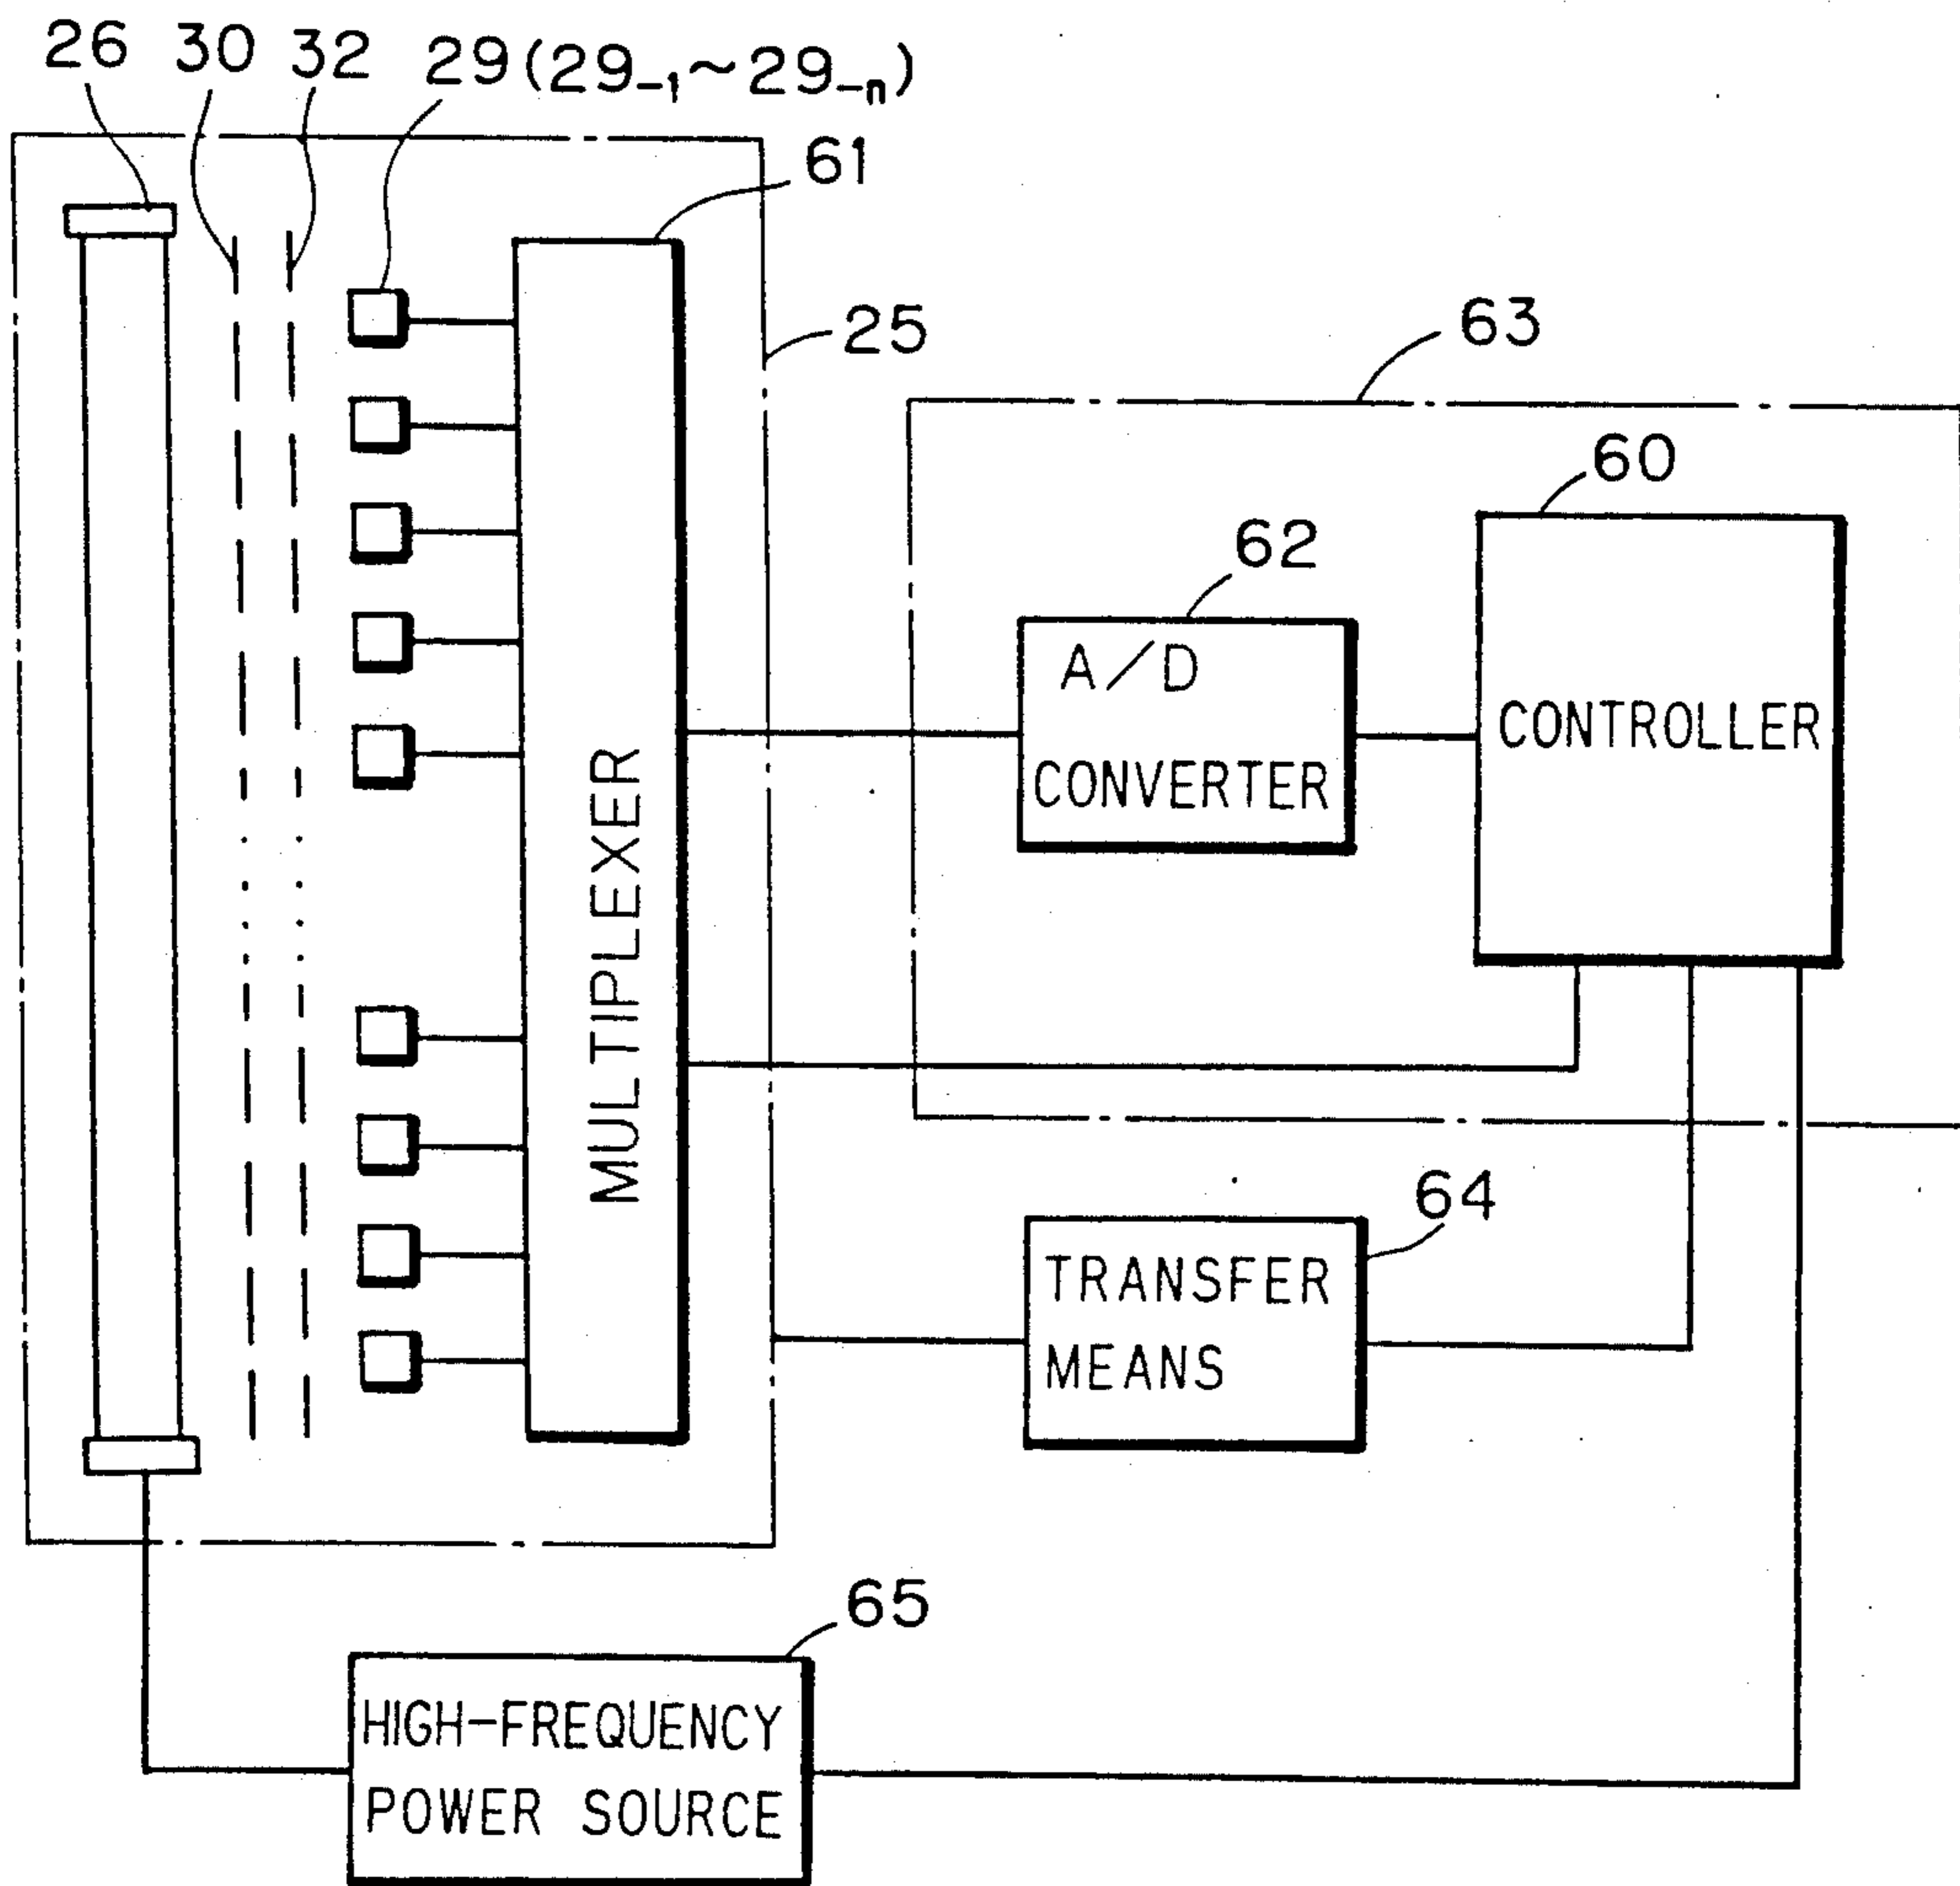 26 30 32 29(29₋₁~29₋ₙ)
61
25
63
60
62
A/D
CONVERTER
CONTROLLER
MULTIPLEXER
64
TRANSFER
MEANS
65
HIGH-FREQUENCY
POWER SOURCE